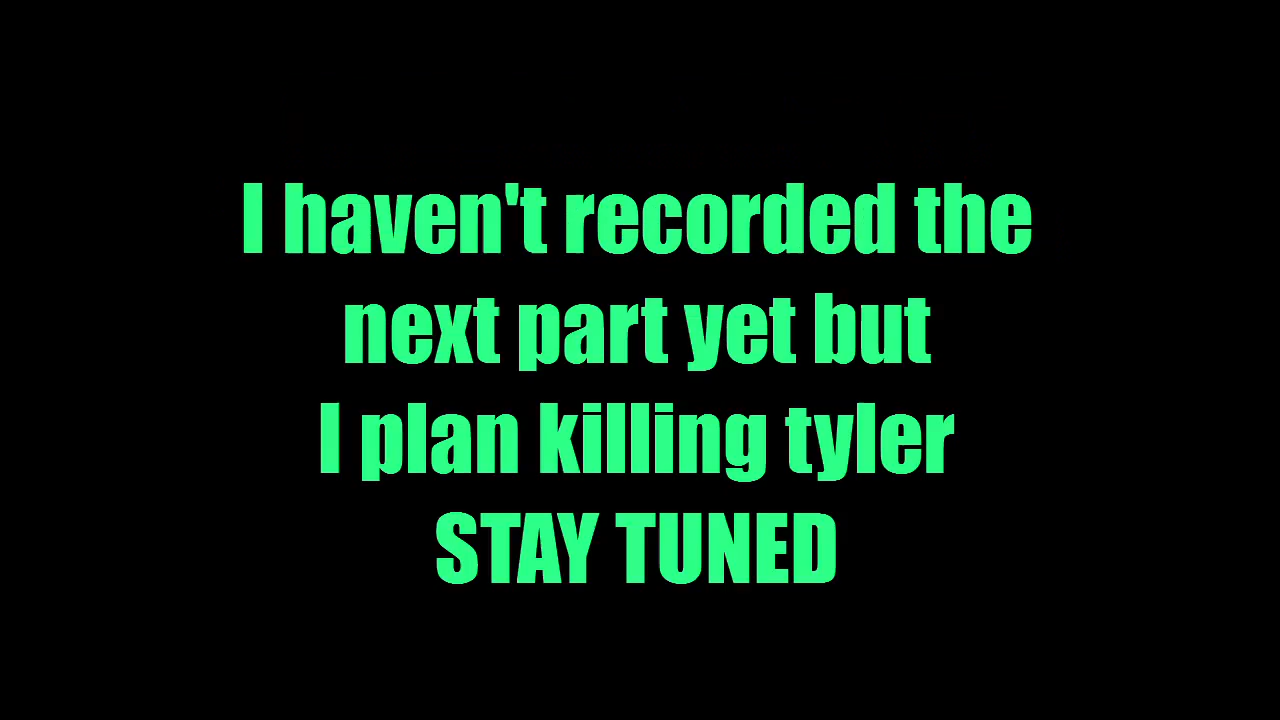 I haven't recorded the
next part yet but
I plan killing tyler
STAY TUNED